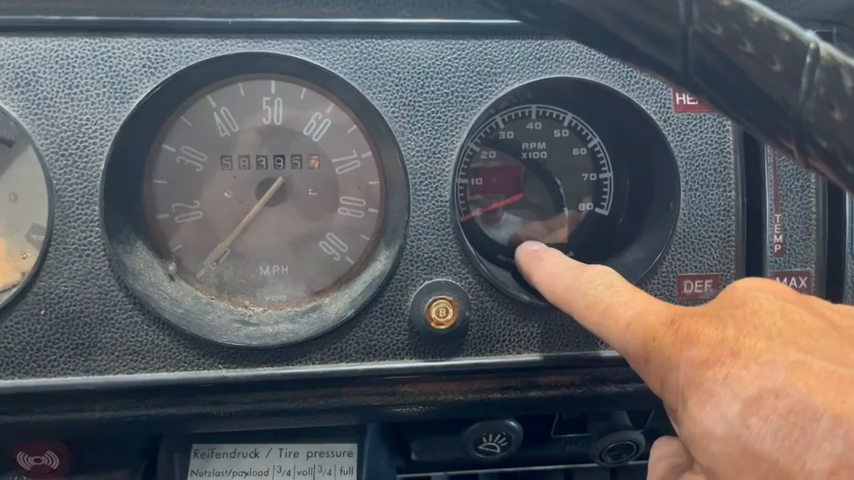 50
40
60
30
70
583957
20
80
90
MPH
VDO
40
30
50
RPM
X100
20
60
10
70
80
B
HEA
TEMP
DEF
MAX
Reifendruck / Tire pressure
Nutzlast/payload 3/4 voll 3/4 full